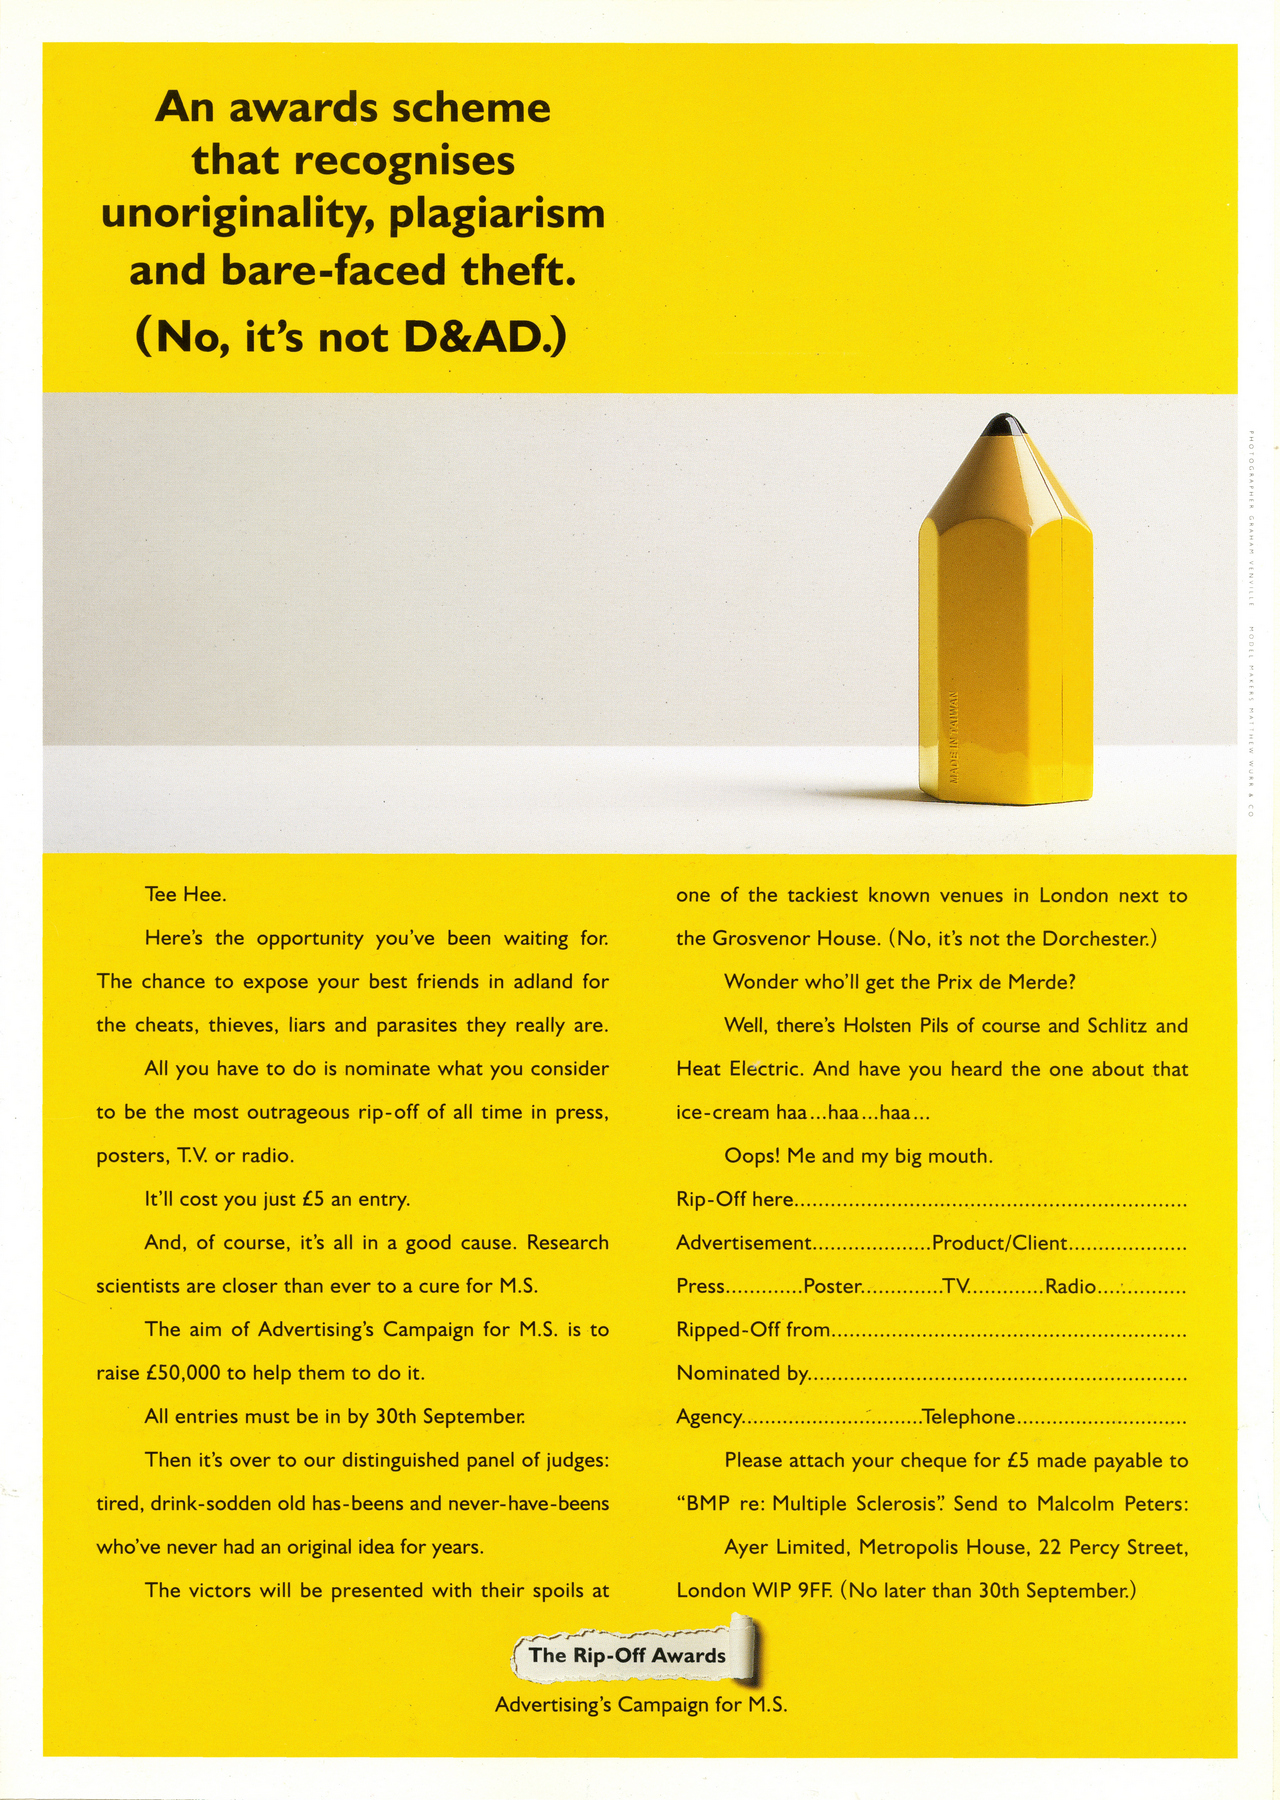 An awards scheme
that recognises
unoriginality, plagiarism
and bare-faced theft.
(No, it's not D&AD.)
PHOTOGRAPHER GRAHAM VENVILLE MODEL MAKERS MATTHEW WURR & CO
MADE IN TAIWAN
Tee Hee.
Here's the opportunity you've been waiting for.
The chance to expose your best friends in adland for
the cheats, thieves, liars and parasites they really are.
All you have to do is nominate what you consider
to be the most outrageous rip-off of all time in press,
posters, T.V. or radio.
It'll cost you just £5 an entry.
And, of course, it's all in a good cause. Research
scientists are closer than ever to a cure for M.S.
The aim of Advertising's Campaign for M.S. is to
raise £50,000 to help them to do it.
All entries must be in by 30th September.
Then it's over to our distinguished panel of judges:
tired, drink-sodden old has-beens and never-have-beens
who've never had an original idea for years.
The victors will be presented with their spoils at
one of the tackiest known venues in London next to
the Grosvenor House. (No, it's not the Dorchester.)
Wonder who'll get the Prix de Merde?
Well, there's Holsten Pils of course and Schlitz and
Heat Electric. And have you heard the one about that
ice-cream haa...haa...haa...
Oops! Me and my big mouth.
Rip-Off here..................................................................
Advertisement....................Product/Client....................
Press.............Poster..............TV.............Radio...............
Ripped-Off from............................................................
Nominated by................................................................
Agency..............................Telephone.............................
Please attach your cheque for £5 made payable to
“BMP re: Multiple Sclerosis”. Send to Malcolm Peters:
Ayer Limited, Metropolis House, 22 Percy Street,
London W1P 9FF. (No later than 30th September.)
The Rip-Off Awards
Advertising's Campaign for M.S.